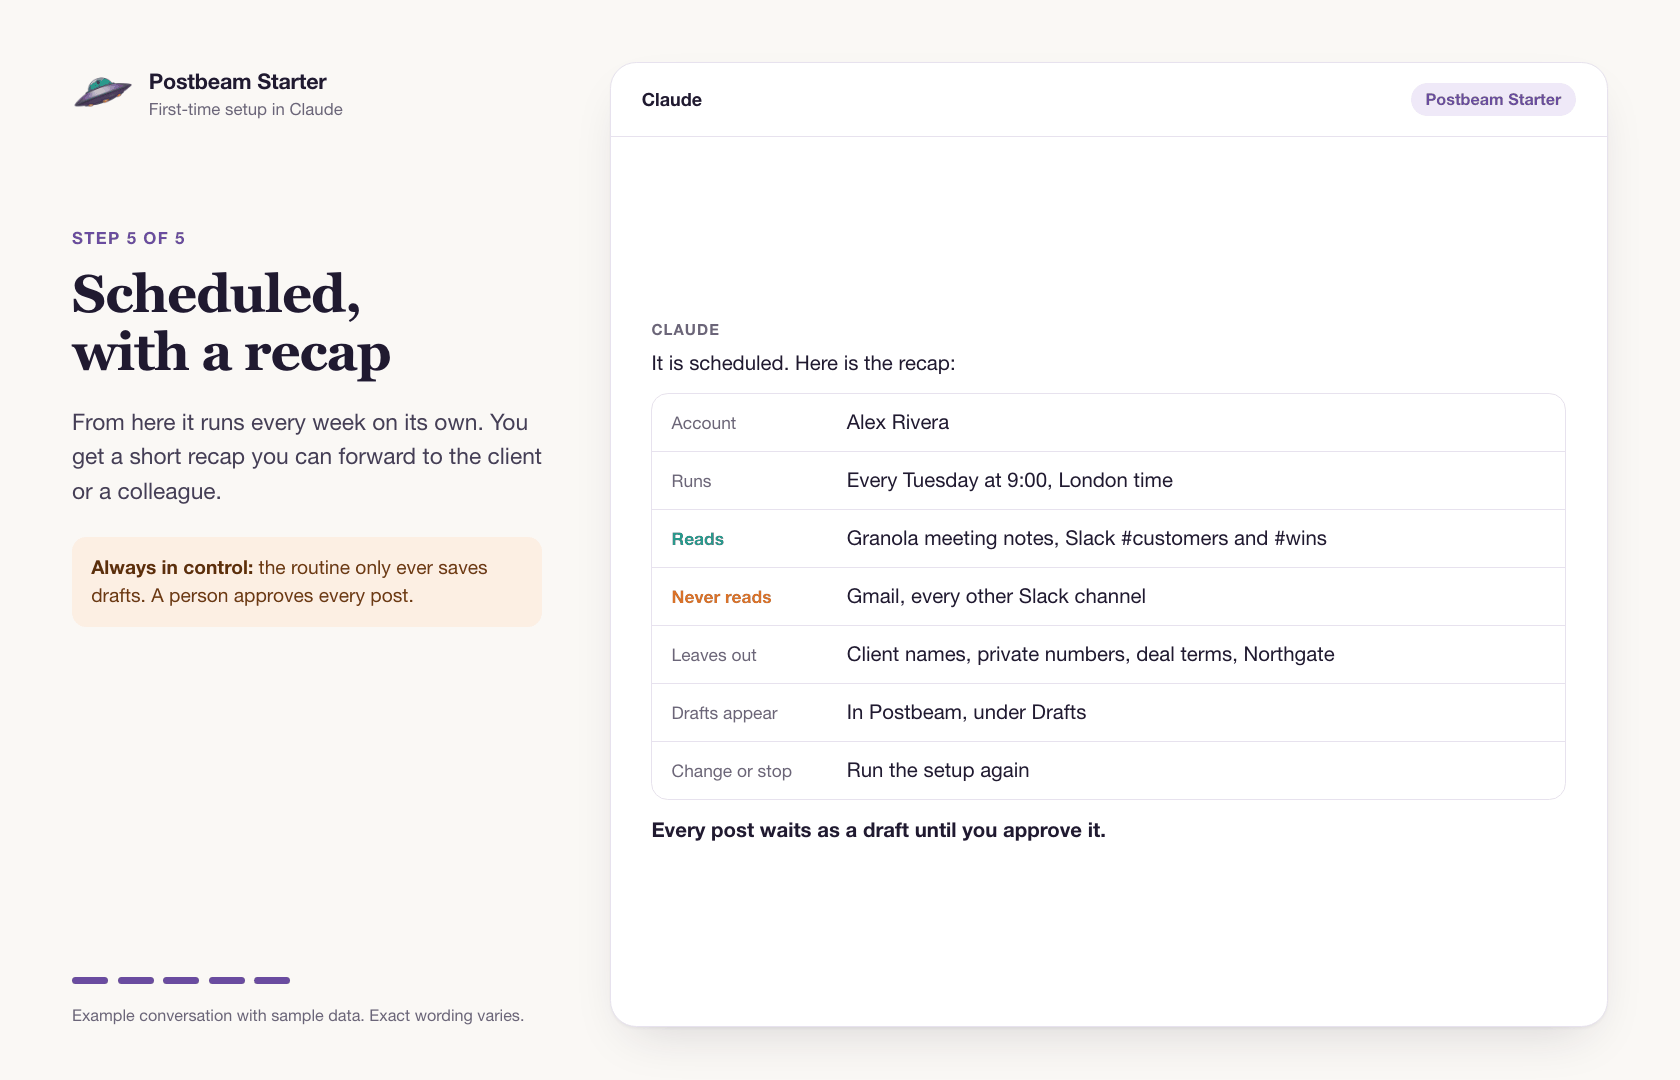 Postbeam Starter
First-time setup in Claude
STEP 5 OF 5
Scheduled,
with a recap
From here it runs every week on its own. You
get a short recap you can forward to the client
or a colleague.
Always in control: the routine only ever saves
drafts. A person approves every post.
Example conversation with sample data. Exact wording varies.
Claude
Postbeam Starter
CLAUDE
It is scheduled. Here is the recap:
Account Alex Rivera
Runs Every Tuesday at 9:00, London time
Reads Granola meeting notes, Slack #customers and #wins
Never reads Gmail, every other Slack channel
Leaves out Client names, private numbers, deal terms, Northgate
Drafts appear In Postbeam, under Drafts
Change or stop Run the setup again
Every post waits as a draft until you approve it.